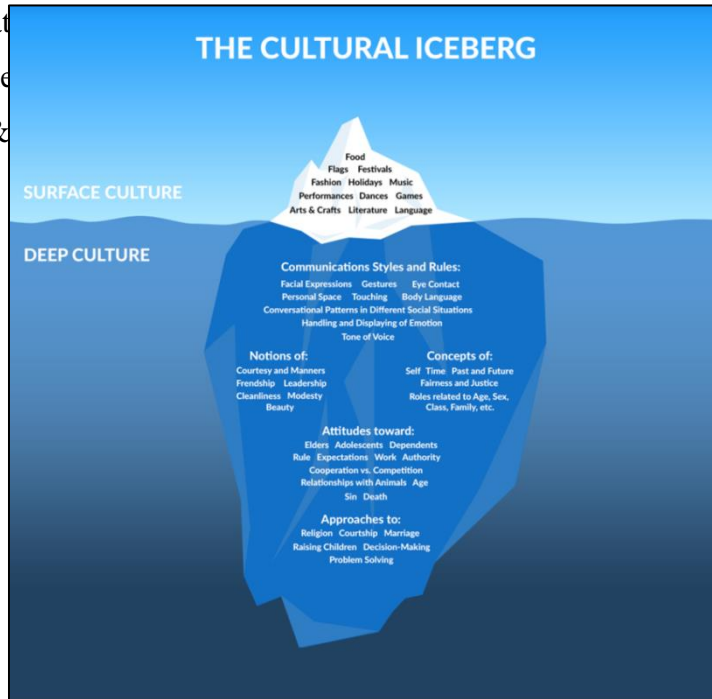 THE CULTURAL ICEBERG
Food
Flags Festivals
Fashion Holidays Music
Performances Dances Games
Arts & Crafts Literature Language
SURFACE CULTURE
DEEP CULTURE
Communications Styles and Rules:
Facial Expressions Gestures Eye Contact
Personal Space Touching Body Language
Conversational Patterns in Different Social Situations
Handling and Displaying of Emotion
Tone of Voice
Notions of:
Courtesy and Manners
Frendship Leadership
Cleanliness Modesty
Beauty
Concepts of:
Self Time Past and Future
Fairness and Justice
Roles related to Age, Sex,
Class, Family, etc.
Attitudes toward:
Elders Adolescents Dependents
Rule Expectations Work Authority
Cooperation vs. Competition
Relationships with Animals Age
Sin Death
Approaches to:
Religion Courtship Marriage
Raising Children Decision-Making
Problem Solving